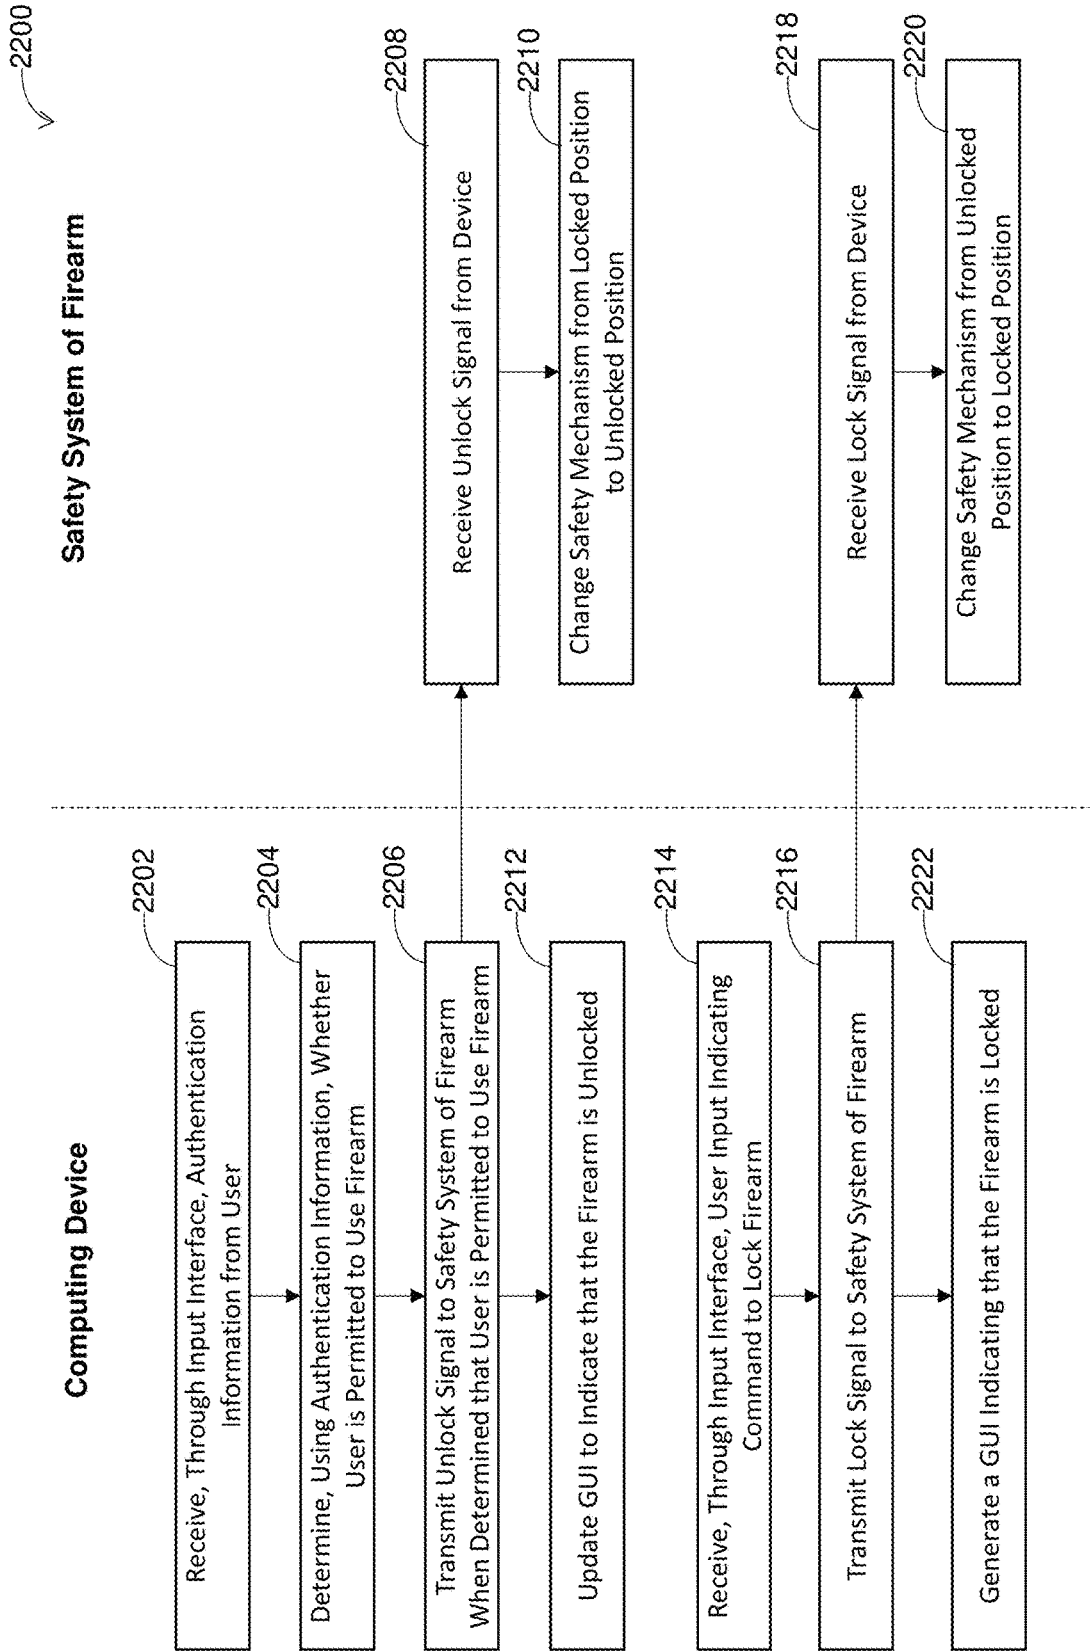 2200
Computing Device
Safety System of Firearm
2202
Receive, Through Input Interface, Authentication
Information from User
2204
Determine, Using Authentication Information, Whether
User is Permitted to Use Firearm
2206
Transmit Unlock Signal to Safety System of Firearm
When Determined that User is Permitted to Use Firearm
2208
Receive Unlock Signal from Device
2210
Change Safety Mechanism from Locked Position
to Unlocked Position
2212
Update GUI to Indicate that the Firearm is Unlocked
2214
Receive, Through Input Interface, User Input Indicating
Command to Lock Firearm
2216
Transmit Lock Signal to Safety System of Firearm
2218
Receive Lock Signal from Device
2220
Change Safety Mechanism from Unlocked
Position to Locked Position
2222
Generate a GUI Indicating that the Firearm is Locked